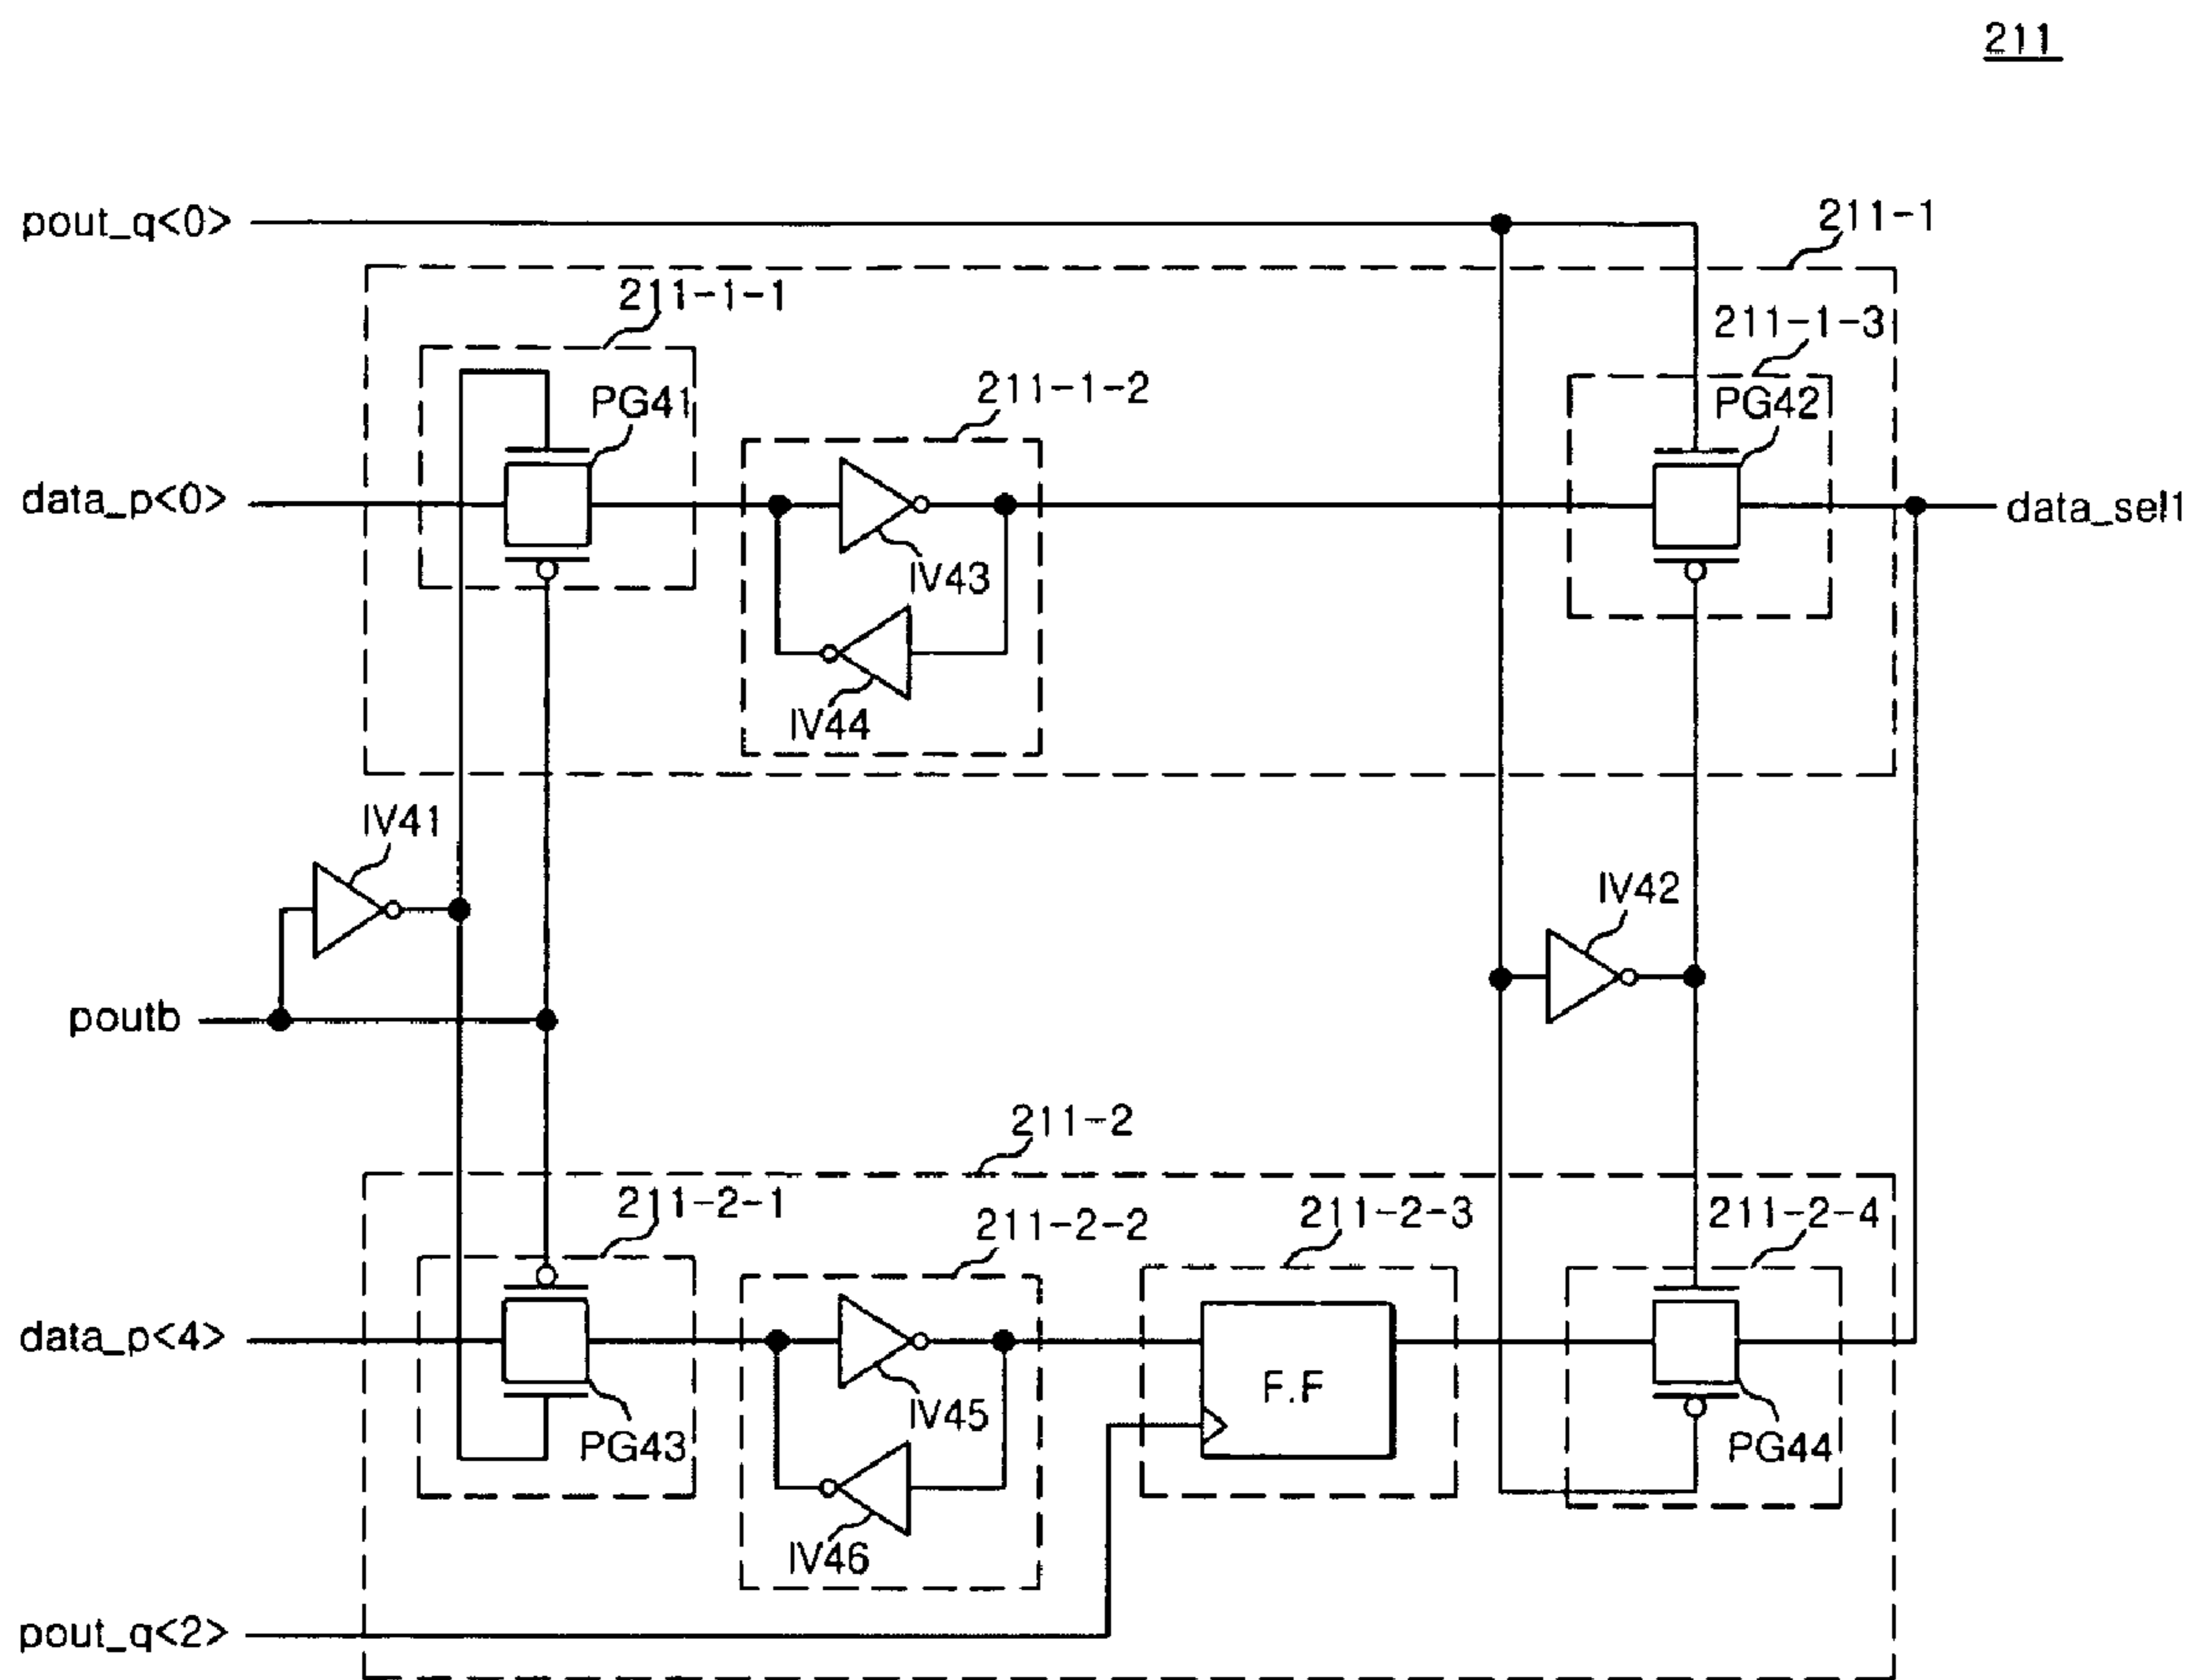 211
pout_q<0>
211-1
211-1-1
211-1-3
PG41
211-1-2
PG42
data_p<0>
data_sel1
IV43
IV44
IV41
IV42
poutb
211-2
211-2-1
211-2-2
211-2-3
211-2-4
data_p<4>
F.F
IV45
PG43
PG44
IV46
pout_q<2>